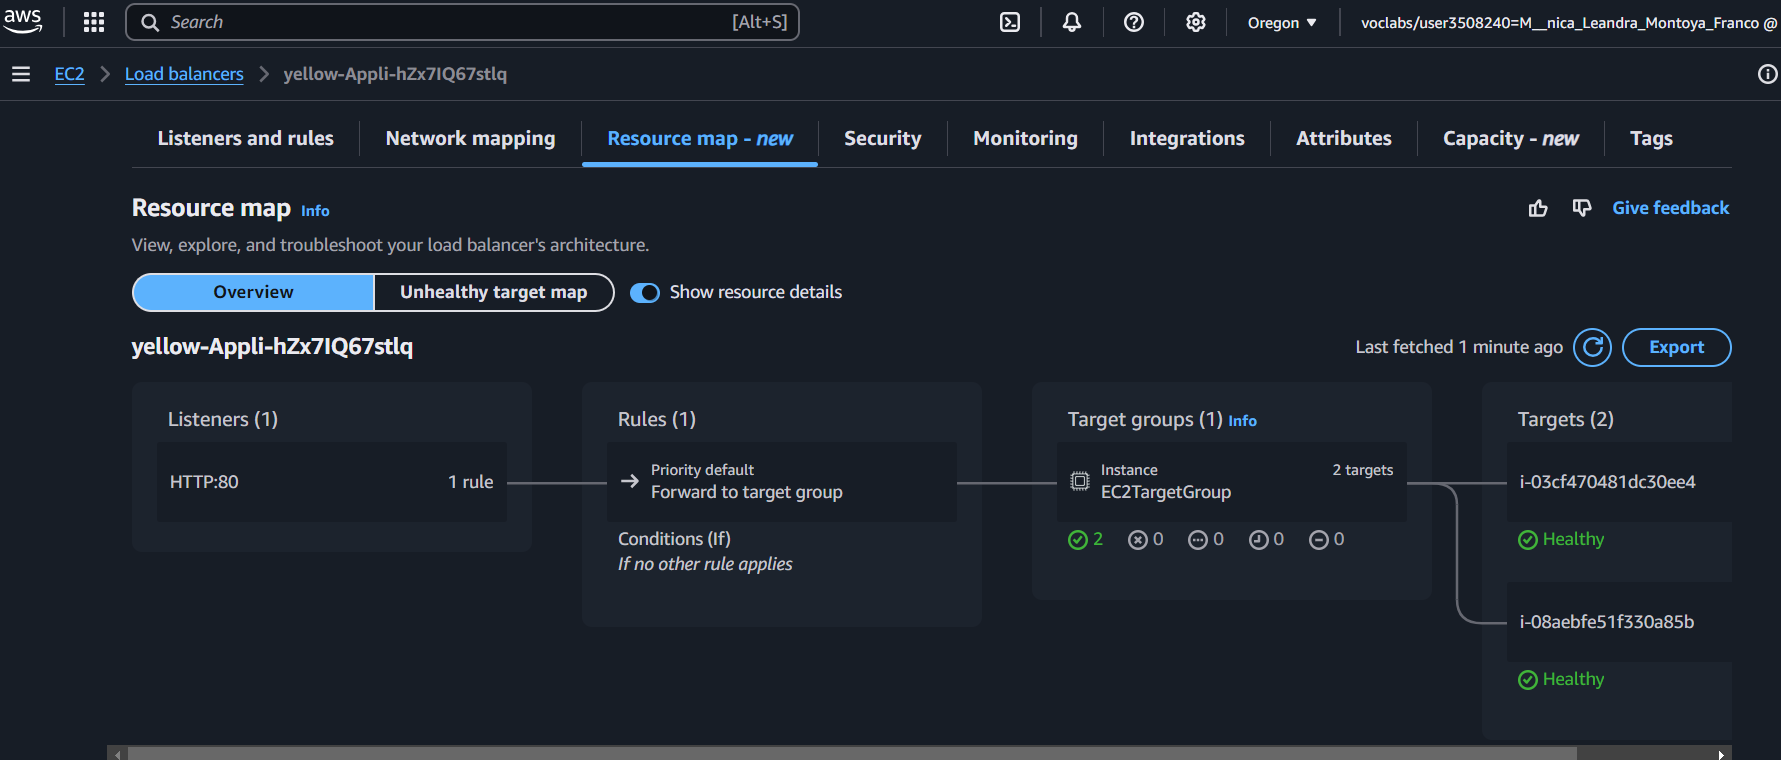 aws
Search [Alt+S]
Oregon ▼
voclabs/user3508240=M__nica_Leandra_Montoya_Franco @
EC2 > Load balancers > yellow-Appli-hZx7IQ67stlq
Listeners and rules
Network mapping
Resource map - new
Security
Monitoring
Integrations
Attributes
Capacity - new
Tags
Resource map Info
Give feedback
View, explore, and troubleshoot your load balancer's architecture.
Overview
Unhealthy target map
Show resource details
yellow-Appli-hZx7IQ67stlq
Last fetched 1 minute ago
Export
Listeners (1)
HTTP:80 1 rule
Rules (1)
Priority default
Forward to target group
Conditions (If)
If no other rule applies
Target groups (1) Info
Instance 2 targets
EC2TargetGroup
2 0 0 0 0
Targets (2)
i-03cf470481dc30ee4
Healthy
i-08aebfe51f330a85b
Healthy